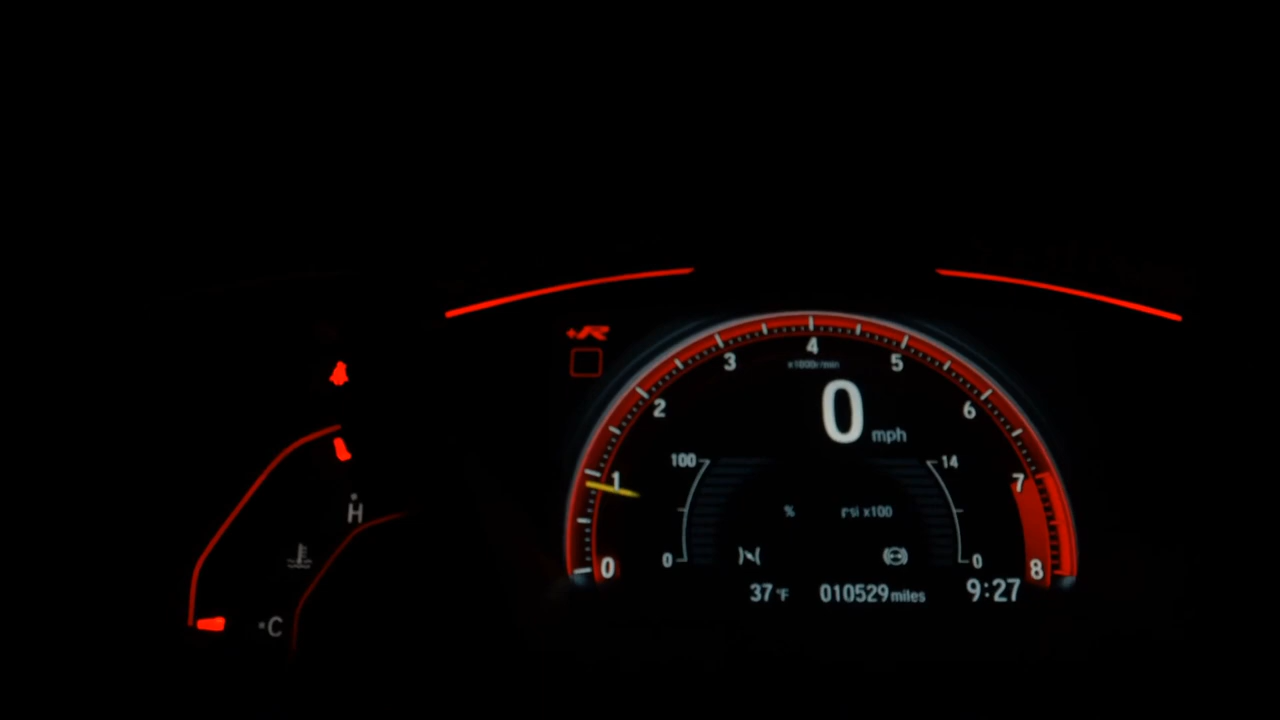 +R
4
3 5
x1000r/min
2 6
0 mph
100 14
1 7
% psi x100
H
0 0
0 8
37°F 010529 miles 9:27
C